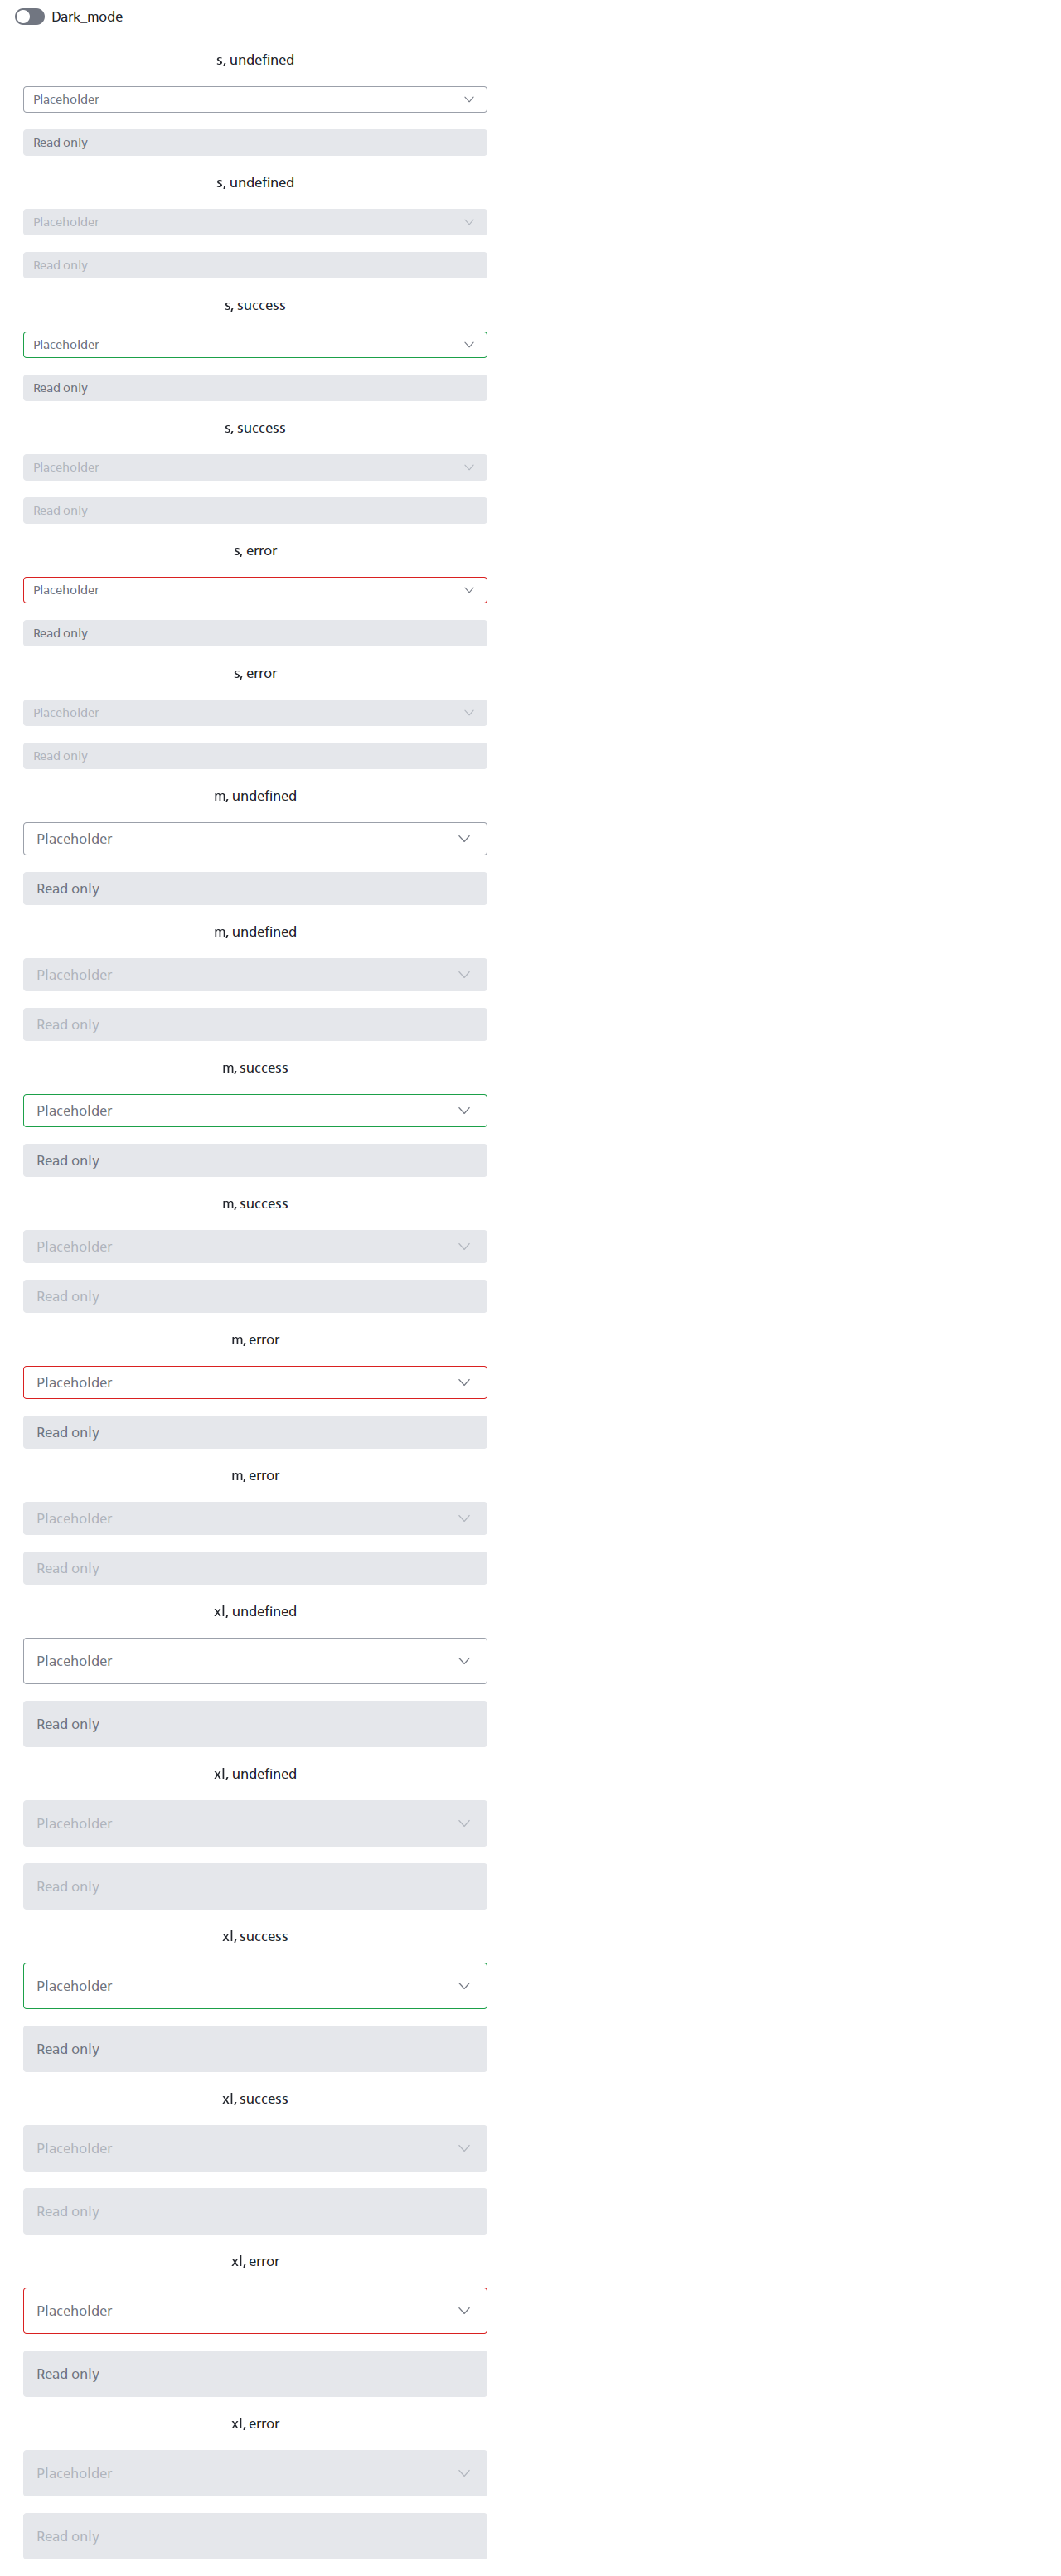 Dark_mode
s, undefined
Placeholder
Read only
s, undefined
Placeholder
Read only
s, success
Placeholder
Read only
s, success
Placeholder
Read only
s, error
Placeholder
Read only
s, error
Placeholder
Read only
m, undefined
Placeholder
Read only
m, undefined
Placeholder
Read only
m, success
Placeholder
Read only
m, success
Placeholder
Read only
m, error
Placeholder
Read only
m, error
Placeholder
Read only
xl, undefined
Placeholder
Read only
xl, undefined
Placeholder
Read only
xl, success
Placeholder
Read only
xl, success
Placeholder
Read only
xl, error
Placeholder
Read only
xl, error
Placeholder
Read only